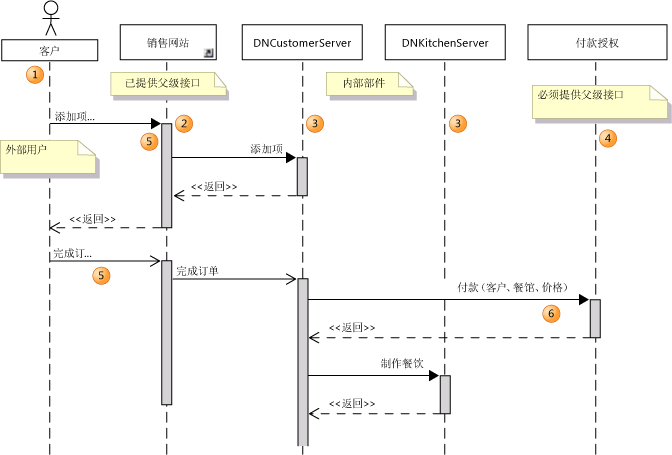 客户
销售网站
DNCustomerServer
DNKitchenServer
付款授权
1
已提供父级接口
内部部件
必须提供父级接口
添加项...
2
3
3
4
5
外部用户
添加项
<<返回>>
<<返回>>
完成订...
5
完成订单
付款（客户、餐馆、价格）
6
<<返回>>
制作餐饮
<<返回>>